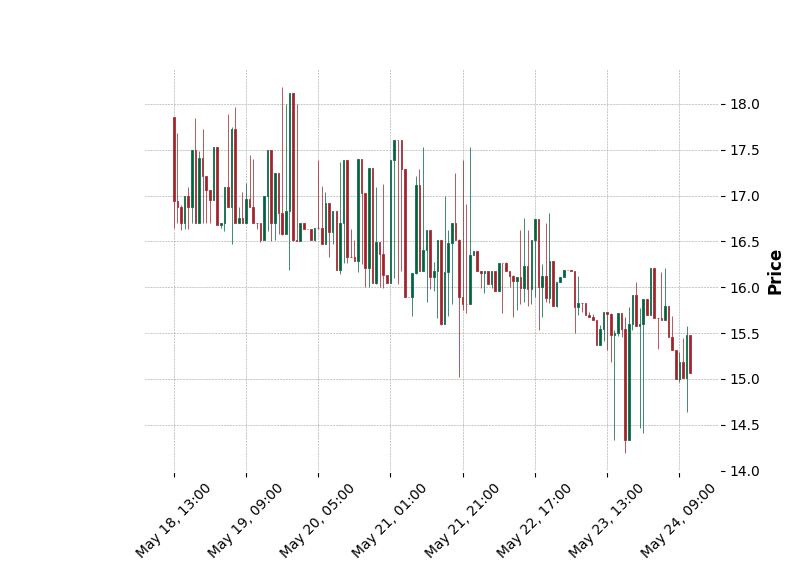 18.0
17.5
17.0
16.5
16.0
15.5
15.0
14.5
14.0
Price
May 18, 13:00
May 19, 09:00
May 20, 05:00
May 21, 01:00
May 21, 21:00
May 22, 17:00
May 23, 13:00
May 24, 09:00